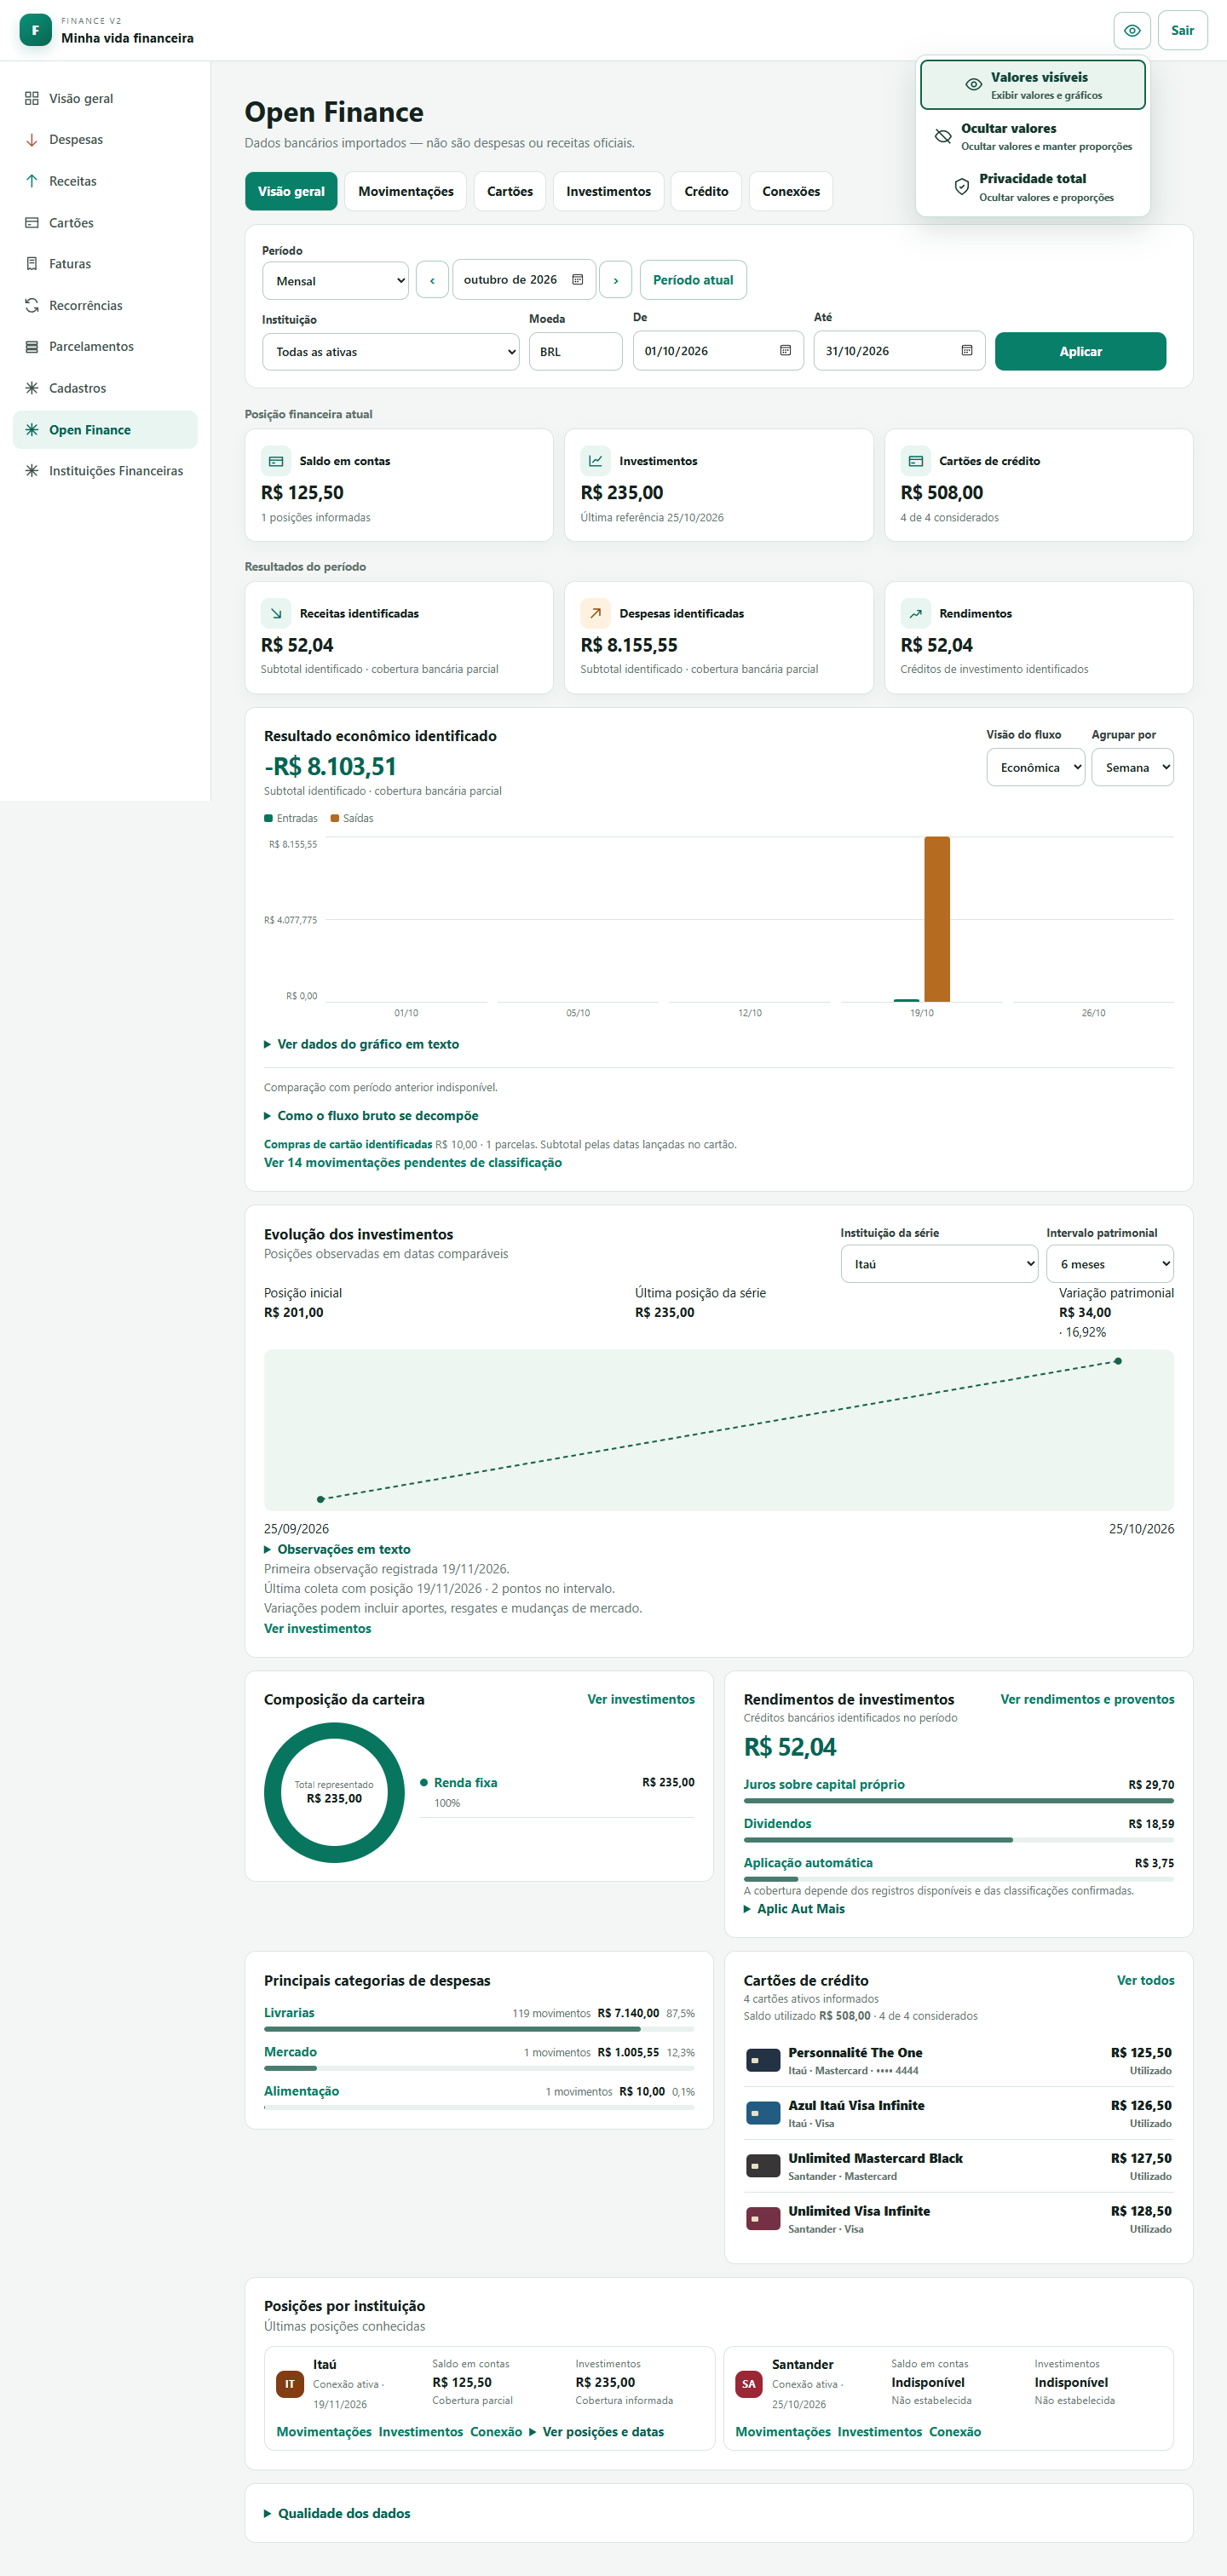 F
FINANCE V2
Minha vida financeira
Sair
Valores visíveis
Exibir valores e gráficos
Ocultar valores
Ocultar valores e manter proporções
Privacidade total
Ocultar valores e proporções
Visão geral
Despesas
Receitas
Cartões
Faturas
Recorrências
Parcelamentos
Cadastros
Open Finance
Instituições Financeiras
Open Finance
Dados bancários importados — não são despesas ou receitas oficiais.
Visão geral Movimentações Cartões Investimentos Crédito Conexões
Período
Mensal ‹ outubro de 2026 › Período atual
Instituição Moeda De Até
Todas as ativas BRL 01/10/2026 31/10/2026 Aplicar
Posição financeira atual
Saldo em contas
R$ 125,50
1 posições informadas
Investimentos
R$ 235,00
Última referência 25/10/2026
Cartões de crédito
R$ 508,00
4 de 4 considerados
Resultados do período
Receitas identificadas
R$ 52,04
Subtotal identificado · cobertura bancária parcial
Despesas identificadas
R$ 8.155,55
Subtotal identificado · cobertura bancária parcial
Rendimentos
R$ 52,04
Créditos de investimento identificados
Resultado econômico identificado
-R$ 8.103,51
Subtotal identificado · cobertura bancária parcial
Visão do fluxo Agrupar por
Econômica Semana
Entradas Saídas
R$ 8.155,55
R$ 4.077,775
R$ 0,00
01/10 05/10 12/10 19/10 26/10
Ver dados do gráfico em texto
Comparação com período anterior indisponível.
Como o fluxo bruto se decompõe
Compras de cartão identificadas R$ 10,00 · 1 parcelas. Subtotal pelas datas lançadas no cartão.
Ver 14 movimentações pendentes de classificação
Evolução dos investimentos
Posições observadas em datas comparáveis
Instituição da série Intervalo patrimonial
Itaú 6 meses
Posição inicial
R$ 201,00
Última posição da série
R$ 235,00
Variação patrimonial
R$ 34,00
· 16,92%
25/09/2026 25/10/2026
Observações em texto
Primeira observação registrada 19/11/2026.
Última coleta com posição 19/11/2026 · 2 pontos no intervalo.
Variações podem incluir aportes, resgates e mudanças de mercado.
Ver investimentos
Composição da carteira Ver investimentos
Total representado
R$ 235,00
Renda fixa R$ 235,00
100%
Rendimentos de investimentos Ver rendimentos e proventos
Créditos bancários identificados no período
R$ 52,04
Juros sobre capital próprio R$ 29,70
Dividendos R$ 18,59
Aplicação automática R$ 3,75
A cobertura depende dos registros disponíveis e das classificações confirmadas.
Aplic Aut Mais
Principais categorias de despesas
Livrarias 119 movimentos R$ 7.140,00 87,5%
Mercado 1 movimentos R$ 1.005,55 12,3%
Alimentação 1 movimentos R$ 10,00 0,1%
Cartões de crédito Ver todos
4 cartões ativos informados
Saldo utilizado R$ 508,00 · 4 de 4 considerados
Personnalité The One R$ 125,50
Itaú · Mastercard · •••• 4444 Utilizado
Azul Itaú Visa Infinite R$ 126,50
Itaú · Visa Utilizado
Unlimited Mastercard Black R$ 127,50
Santander · Mastercard Utilizado
Unlimited Visa Infinite R$ 128,50
Santander · Visa Utilizado
Posições por instituição
Últimas posições conhecidas
IT
Itaú
Conexão ativa ·
19/11/2026
Saldo em contas
R$ 125,50
Cobertura parcial
Investimentos
R$ 235,00
Cobertura informada
Movimentações Investimentos Conexão Ver posições e datas
SA
Santander
Conexão ativa ·
25/10/2026
Saldo em contas
Indisponível
Não estabelecida
Investimentos
Indisponível
Não estabelecida
Movimentações Investimentos Conexão
Qualidade dos dados